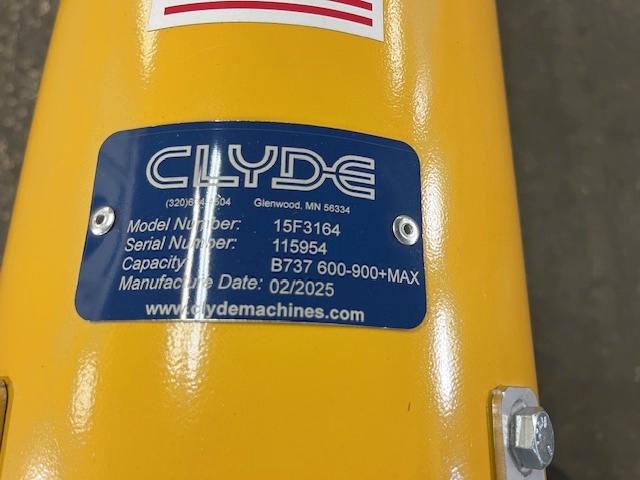 CLYDE
Glenwood, MN 56334
Model Number: 15F3164
Serial Number: 115954
Capacity: B737 600-900+MAX
Manufacture Date: 02/2025
www.clydemachines.com